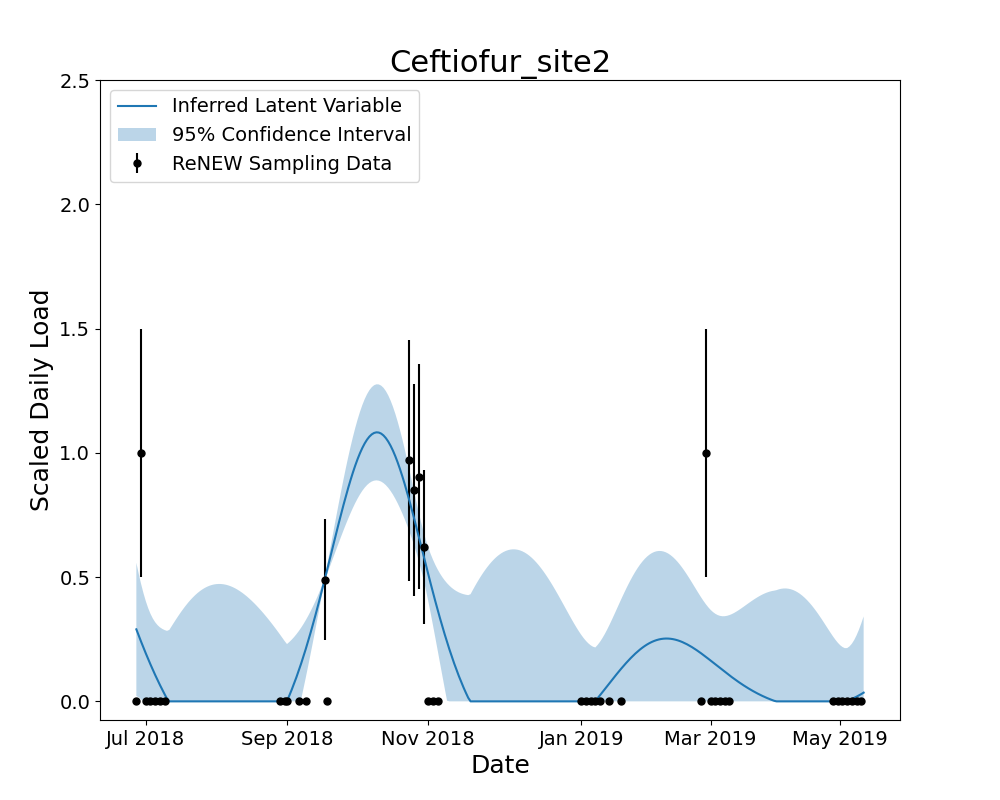 Ceftiofur_site2
Inferred Latent Variable
95% Confidence Interval
ReNEW Sampling Data
2.5
2.0
1.5
1.0
0.5
0.0
Scaled Daily Load
Jul 2018 Sep 2018 Nov 2018 Jan 2019 Mar 2019 May 2019
Date